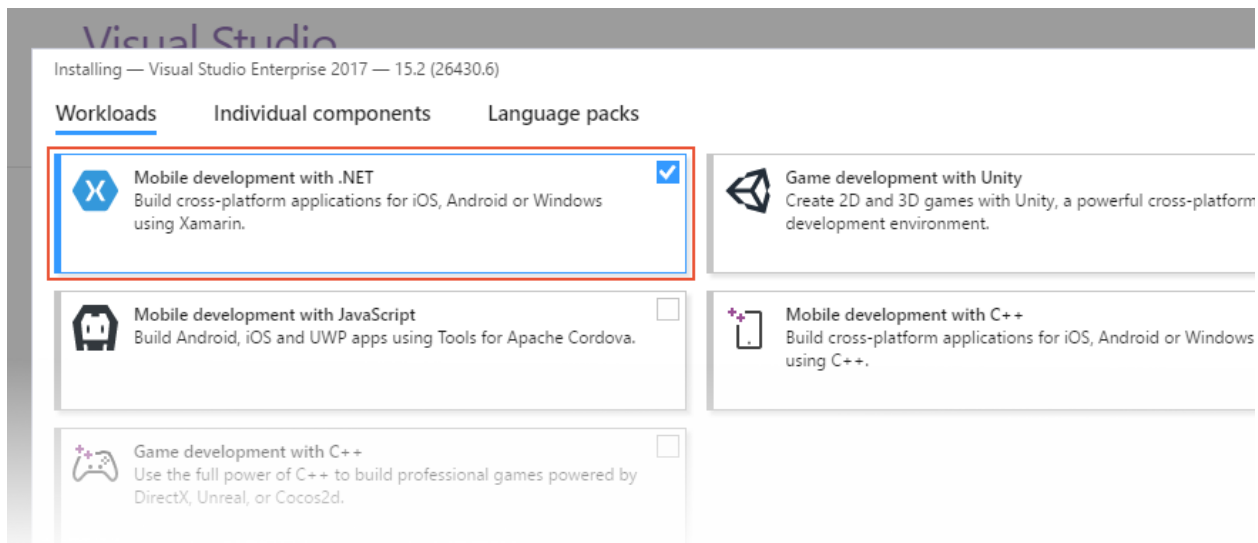 Visual Studio
Installing — Visual Studio Enterprise 2017 — 15.2 (26430.6)
Workloads Individual components Language packs
Mobile development with .NET
Build cross-platform applications for iOS, Android or Windows
using Xamarin.
Game development with Unity
Create 2D and 3D games with Unity, a powerful cross-platform
development environment.
Mobile development with JavaScript
Build Android, iOS and UWP apps using Tools for Apache Cordova.
Mobile development with C++
Build cross-platform applications for iOS, Android or Windows
using C++.
Game development with C++
Use the full power of C++ to build professional games powered by
DirectX, Unreal, or Cocos2d.